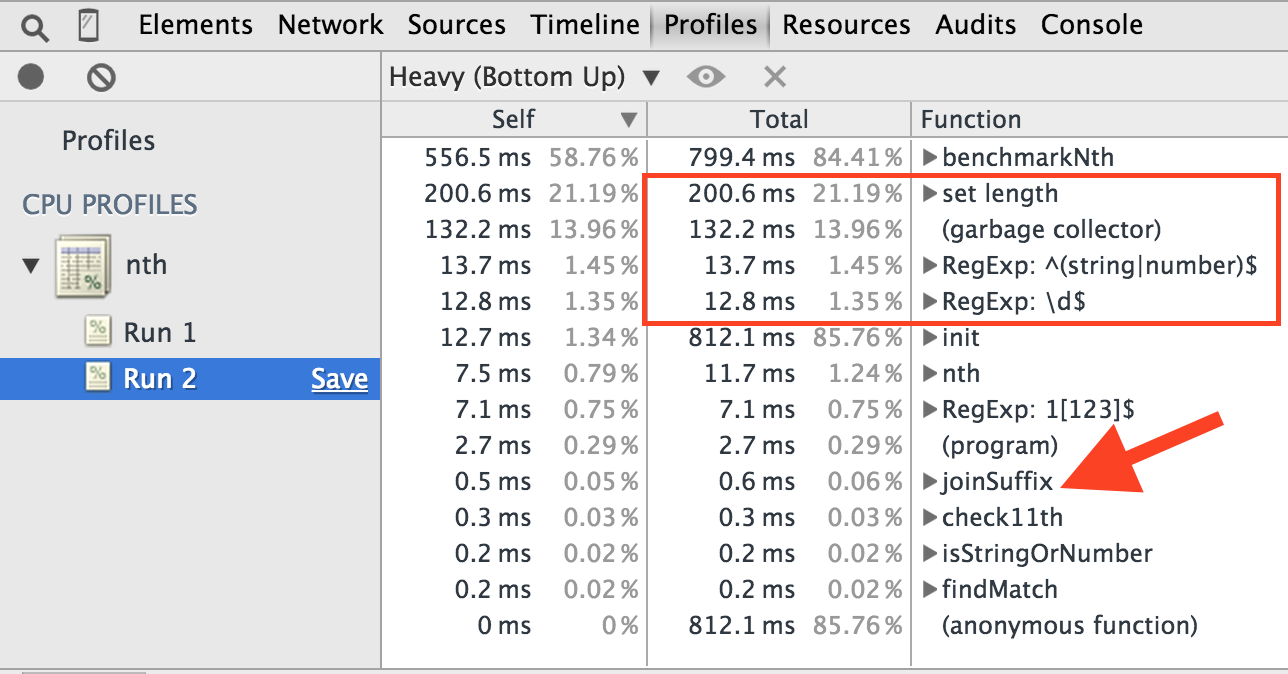 Elements Network Sources Timeline Profiles Resources Audits Console
Heavy (Bottom Up) ▼
Profiles
CPU PROFILES
▼ nth
Run 1
Run 2 Save
Self ▼ Total Function
556.5 ms 58.76% 799.4 ms 84.41% ▶benchmarkNth
200.6 ms 21.19% 200.6 ms 21.19% ▶set length
132.2 ms 13.96% 132.2 ms 13.96% (garbage collector)
13.7 ms 1.45% 13.7 ms 1.45% ▶RegExp: ^(string|number)$
12.8 ms 1.35% 12.8 ms 1.35% ▶RegExp: \d$
12.7 ms 1.34% 812.1 ms 85.76% ▶init
7.5 ms 0.79% 11.7 ms 1.24% ▶nth
7.1 ms 0.75% 7.1 ms 0.75% ▶RegExp: 1[123]$
2.7 ms 0.29% 2.7 ms 0.29% (program)
0.5 ms 0.05% 0.6 ms 0.06% ▶joinSuffix
0.3 ms 0.03% 0.3 ms 0.03% ▶check11th
0.2 ms 0.02% 0.2 ms 0.02% ▶isStringOrNumber
0.2 ms 0.02% 0.2 ms 0.02% ▶findMatch
0 ms 0% 812.1 ms 85.76% (anonymous function)